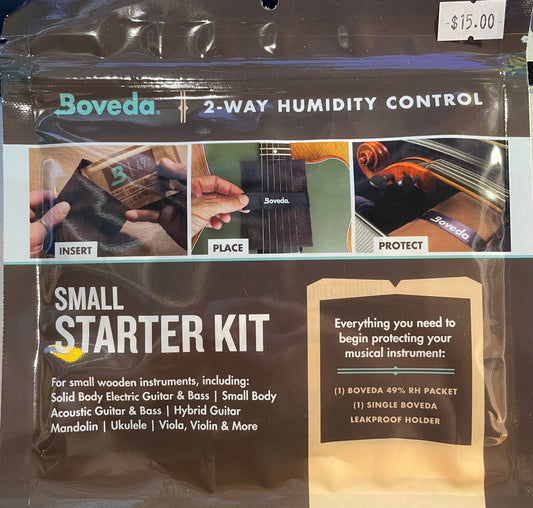 -$15.00-
Boveda® | 2-WAY HUMIDITY CONTROL
Boveda.
Boveda
INSERT
PLACE
PROTECT
SMALL
STARTER KIT
For small wooden instruments, including:
Solid Body Electric Guitar & Bass | Small Body
Acoustic Guitar & Bass | Hybrid Guitar
Mandolin | Ukulele | Viola, Violin & More
Everything you need to
begin protecting your
musical instrument:
(1) BOVEDA 49% RH PACKET
(1) SINGLE BOVEDA
LEAKPROOF HOLDER